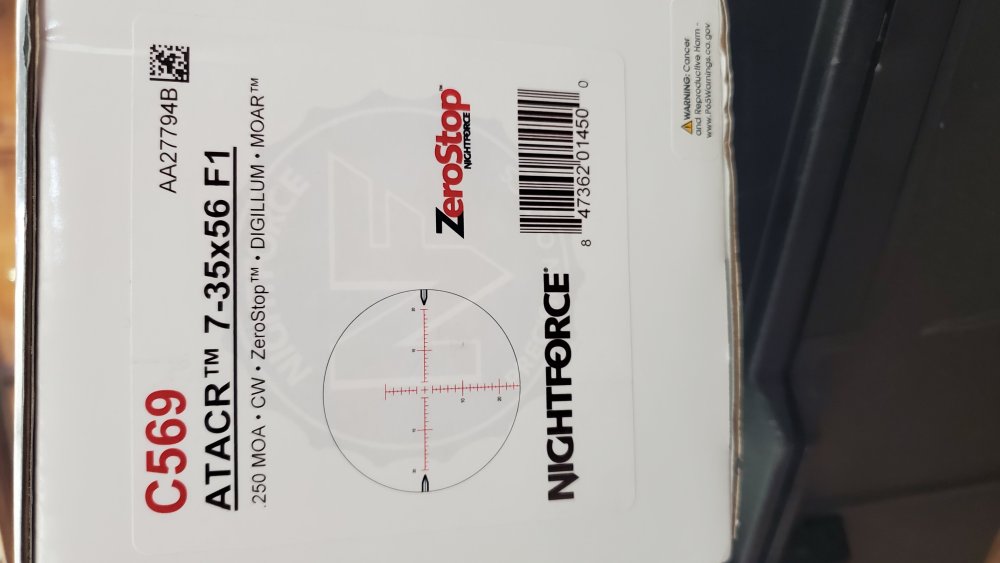 C569
AA27794B
ATACR™ 7-35x56 F1
.250 MOA • CW • ZeroStop™ • DIGILLUM • MOAR™
ZeroStop™
NIGHTFORCE
NIGHTFORCE®
8 47362 01450 0
⚠ WARNING: Cancer
and Reproductive Harm -
www.P65Warnings.ca.gov